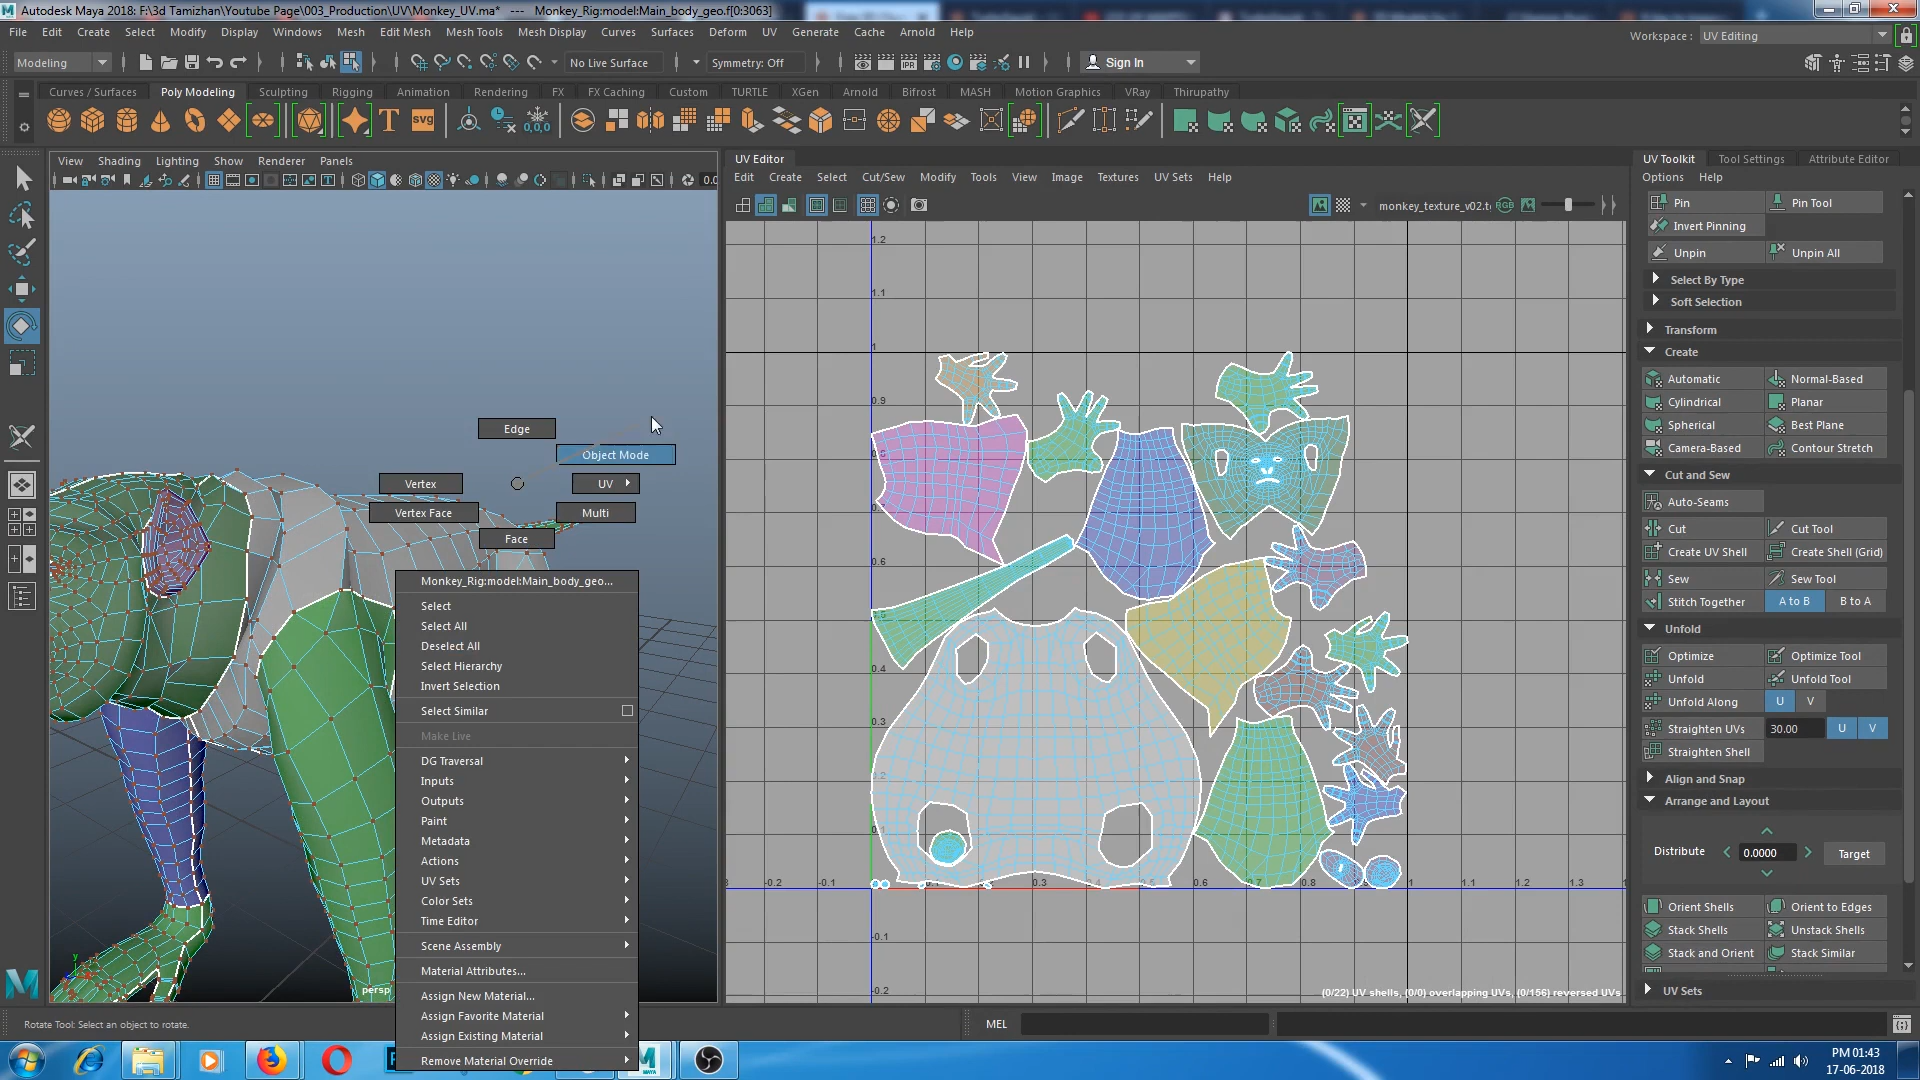 Autodesk Maya 2018: F:\3d Tamizhan\Youtube Page\003_Production\UV\Monkey_UV.ma*   ---   Monkey_Rig:model:Main_body_geo.f[0:3063]
File Edit Create Select Modify Display Windows Mesh Edit Mesh Mesh Tools Mesh Display Curves Surfaces Deform UV Generate Cache Arnold Help
Workspace : UV Editing
Modeling No Live Surface Symmetry: Off Sign In
Curves / Surfaces Poly Modeling Sculpting Rigging Animation Rendering FX FX Caching Custom TURTLE XGen Arnold Bifrost MASH Motion Graphics VRay Thirupathy
T SVG 0,0,0
View Shading Lighting Show Renderer Panels
UV Editor
Edit Create Select Cut/Sew Modify Tools View Image Textures UV Sets Help
monkey_texture_v02.t
RGB
UV Toolkit Tool Settings Attribute Editor
Options Help
Pin Pin Tool
Invert Pinning
Unpin Unpin All
Select By Type
Soft Selection
Transform
Create
Automatic Normal-Based
Cylindrical Planar
Spherical Best Plane
Camera-Based Contour Stretch
Cut and Sew
Auto-Seams
Cut Cut Tool
Create UV Shell Create Shell (Grid)
Sew Sew Tool
Stitch Together A to B B to A
Unfold
Optimize Optimize Tool
Unfold Unfold Tool
Unfold Along U V
Straighten UVs 30.00 U V
Straighten Shell
Align and Snap
Arrange and Layout
Distribute 0.0000 Target
Orient Shells Orient to Edges
Stack Shells Unstack Shells
Stack and Orient Stack Similar
UV Sets
Edge
Object Mode
Vertex UV
Vertex Face Multi
Face
Monkey_Rig:model:Main_body_geo...
Select
Select All
Deselect All
Select Hierarchy
Invert Selection
Select Similar
Make Live
DG Traversal
Inputs
Outputs
Paint
Metadata
Actions
UV Sets
Color Sets
Time Editor
Scene Assembly
Material Attributes...
Assign New Material...
Assign Favorite Material
Assign Existing Material
Remove Material Override
persp
1.2
1.1
1
0.9
0.6
0.4
0.3
-0.2 -0.1 0.3 0.4 0.6 0.7 0.8 0.9 1.1 1.2 1.3
-0.1
-0.2
(0/22) UV shells, (0/0) overlapping UVs, (0/156) reversed UVs
Rotate Tool: Select an object to rotate.
MEL
PM 01:43
17-06-2018